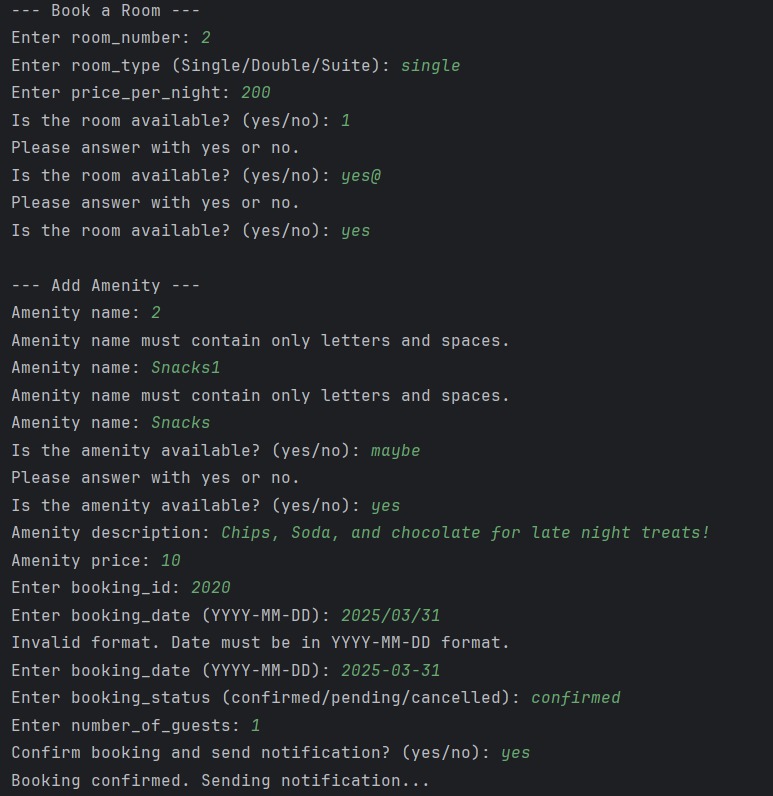 --- Book a Room ---
Enter room_number: 2
Enter room_type (Single/Double/Suite): single
Enter price_per_night: 200
Is the room available? (yes/no): 1
Please answer with yes or no.
Is the room available? (yes/no): yes@
Please answer with yes or no.
Is the room available? (yes/no): yes
--- Add Amenity ---
Amenity name: 2
Amenity name must contain only letters and spaces.
Amenity name: Snacks1
Amenity name must contain only letters and spaces.
Amenity name: Snacks
Is the amenity available? (yes/no): maybe
Please answer with yes or no.
Is the amenity available? (yes/no): yes
Amenity description: Chips, Soda, and chocolate for late night treats!
Amenity price: 10
Enter booking_id: 2020
Enter booking_date (YYYY-MM-DD): 2025/03/31
Invalid format. Date must be in YYYY-MM-DD format.
Enter booking_date (YYYY-MM-DD): 2025-03-31
Enter booking_status (confirmed/pending/cancelled): confirmed
Enter number_of_guests: 1
Confirm booking and send notification? (yes/no): yes
Booking confirmed. Sending notification...